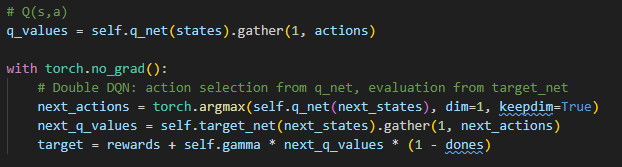 # Q(s,a)
q_values = self.q_net(states).gather(1, actions)
with torch.no_grad():
# Double DQN: action selection from q_net, evaluation from target_net
next_actions = torch.argmax(self.q_net(next_states), dim=1, keepdim=True)
next_q_values = self.target_net(next_states).gather(1, next_actions)
target = rewards + self.gamma * next_q_values * (1 - dones)